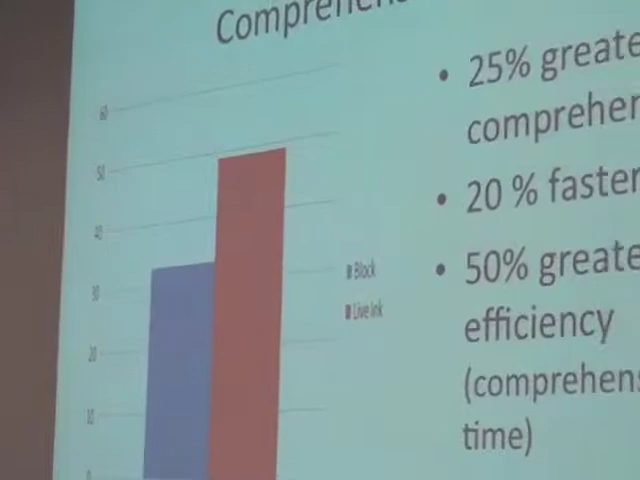 Comprehen
60
50
40
30
20
10
0
Block
Live Ink
• 25% greate
comprehen
• 20 % faster
• 50% greate
efficiency
(comprehens
time)